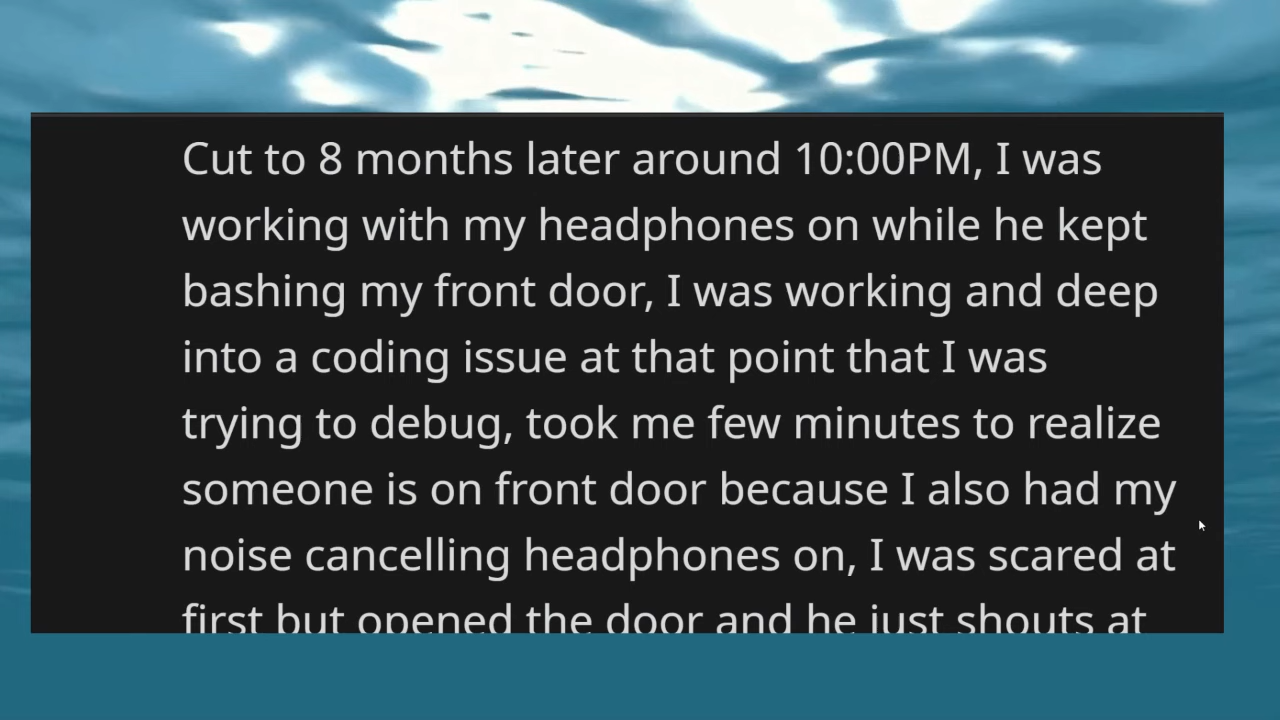 Cut to 8 months later around 10:00PM, I was
working with my headphones on while he kept
bashing my front door, I was working and deep
into a coding issue at that point that I was
trying to debug, took me few minutes to realize
someone is on front door because I also had my
noise cancelling headphones on, I was scared at
first but opened the door and he just shouts at